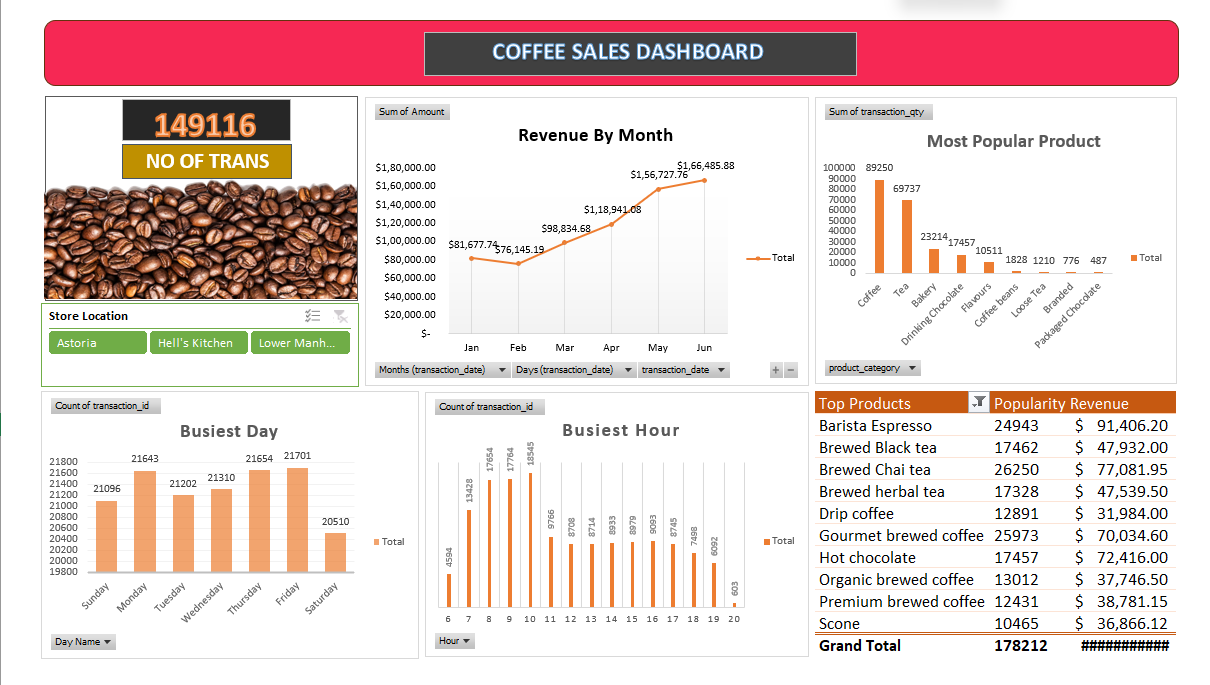 COFFEE SALES DASHBOARD
149116
NO OF TRANS
Store Location
Astoria
Hell's Kitchen
Lower Manh...
Sum of Amount
Revenue By Month
$1,80,000.00
$1,60,000.00
$1,40,000.00
$1,20,000.00
$1,00,000.00
$80,000.00
$60,000.00
$40,000.00
$20,000.00
$-
$81,677.74
$76,145.19
$98,834.68
$1,18,941.08
$1,56,727.76
$1,66,485.88
Total
Jan Feb Mar Apr May Jun
Months (transaction_date) Days (transaction_date) transaction_date
Sum of transaction_qty
Most Popular Product
100000
90000
80000
70000
60000
50000
40000
30000
20000
10000
0
89250
69737
23214
17457
10511
1828
1210
776
487
Total
Coffee
Tea
Bakery
Drinking Chocolate
Flavours
Coffee beans
Loose Tea
Branded
Packaged Chocolate
product_category
Count of transaction_id
Busiest Day
21800
21600
21400
21200
21000
20800
20600
20400
20200
20000
19800
21096
21643
21202
21310
21654
21701
20510
Total
Sunday
Monday
Tuesday
Wednesday
Thursday
Friday
Saturday
Day Name
Count of transaction_id
Busiest Hour
4594
13428
17654
17764
18545
9766
8708
8714
8933
8979
9093
8745
7498
6092
603
Total
6 7 8 9 10 11 12 13 14 15 16 17 18 19 20
Hour
Top Products Popularity Revenue
Barista Espresso 24943 $ 91,406.20
Brewed Black tea 17462 $ 47,932.00
Brewed Chai tea 26250 $ 77,081.95
Brewed herbal tea 17328 $ 47,539.50
Drip coffee 12891 $ 31,984.00
Gourmet brewed coffee 25973 $ 70,034.60
Hot chocolate 17457 $ 72,416.00
Organic brewed coffee 13012 $ 37,746.50
Premium brewed coffee 12431 $ 38,781.15
Scone 10465 $ 36,866.12
Grand Total 178212 ###########